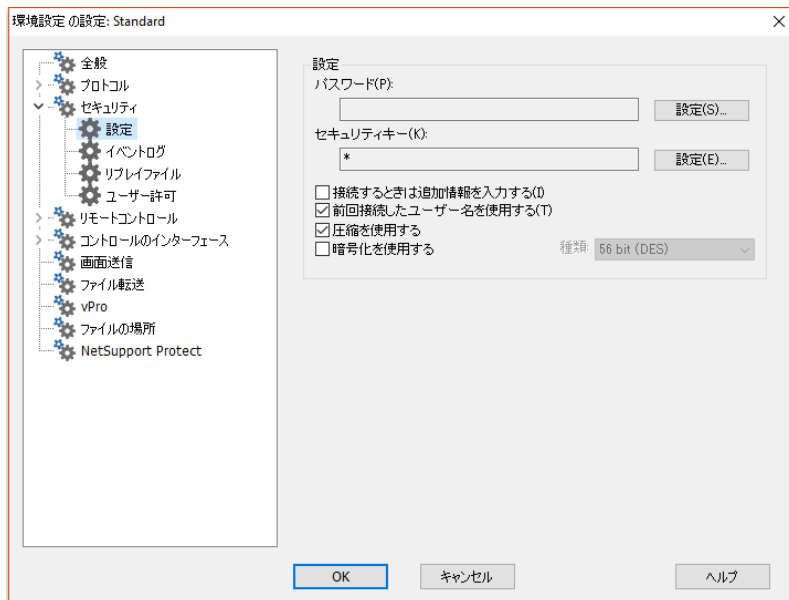 環境設定 の設定: Standard
全般
プロトコル
セキュリティ
設定
イベントログ
リプレイファイル
ユーザー許可
リモートコントロール
コントロールのインターフェース
画面送信
ファイル転送
vPro
ファイルの場所
NetSupport Protect
設定
パスワード(P):
設定(S)...
セキュリティキー(K):
*
設定(E)...
接続するときは追加情報を入力する(I)
前回接続したユーザー名を使用する(T)
圧縮を使用する
暗号化を使用する
種類: 56 bit (DES)
OK
キャンセル
ヘルプ